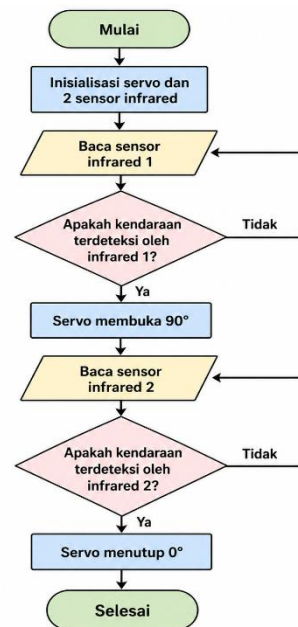 Mulai
Inisialisasi servo dan
2 sensor infrared
Baca sensor
infrared 1
Apakah kendaraan
terdeteksi oleh
infrared 1?
Tidak
Ya
Servo membuka 90°
Baca sensor
infrared 2
Apakah kendaraan
terdeteksi oleh
infrared 2?
Tidak
Ya
Servo menutup 0°
Selesai